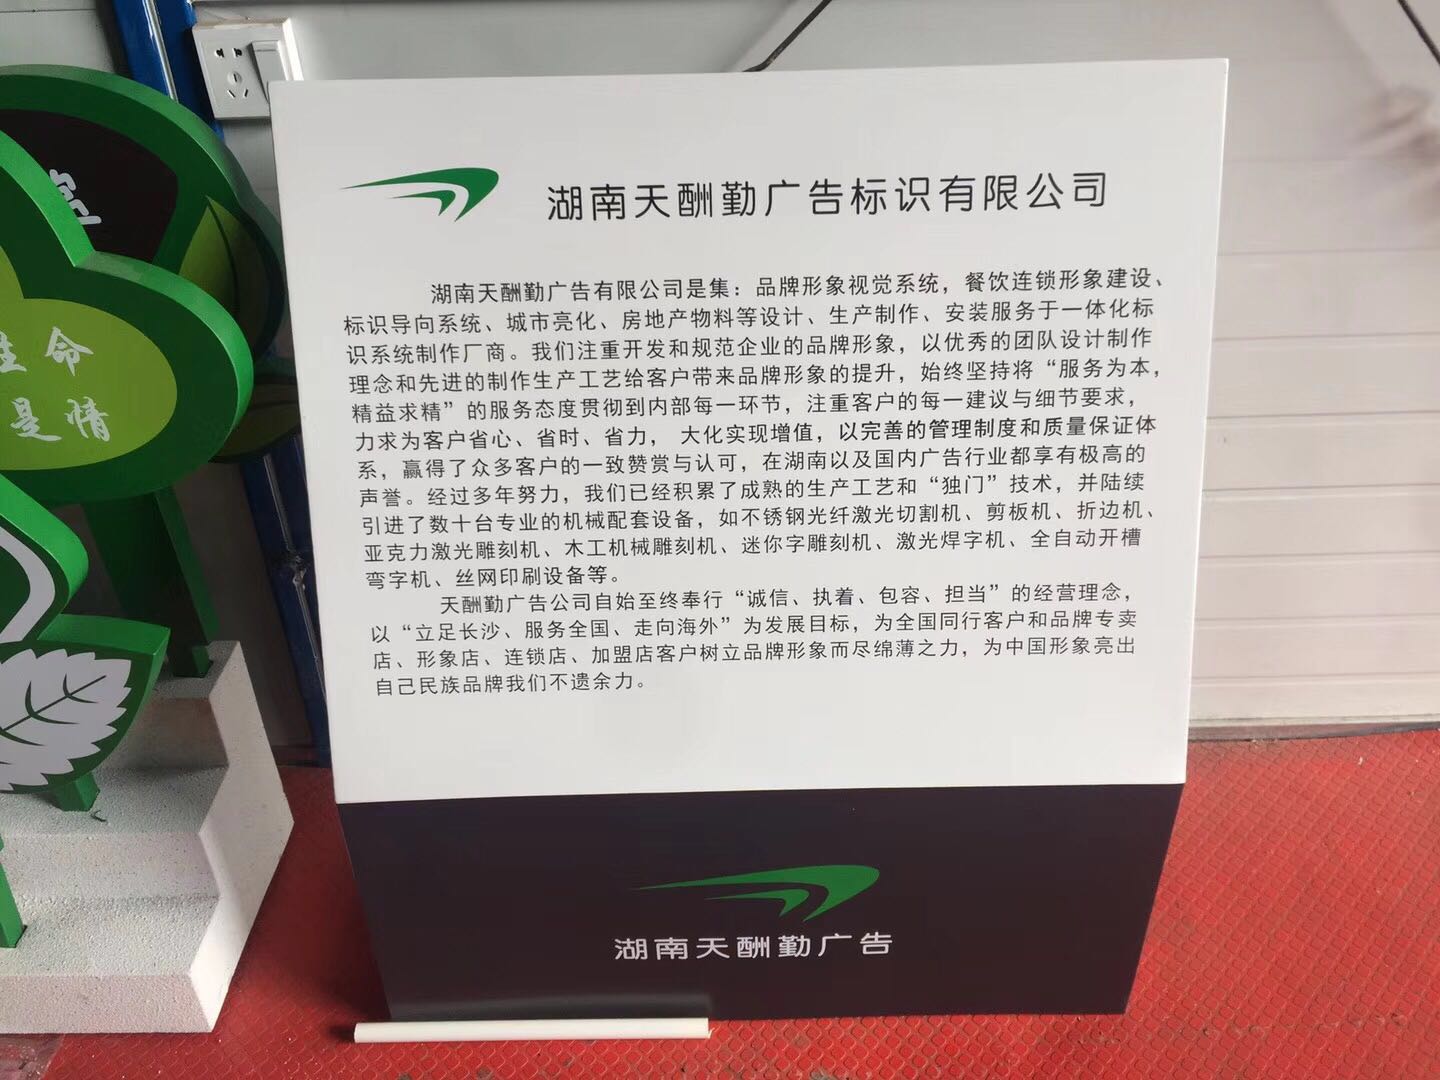 湖南天酬勤广告标识有限公司
湖南天酬勤广告有限公司是集：品牌形象视觉系统，餐饮连锁形象建设、
标识导向系统、城市亮化、房地产物料等设计、生产制作、安装服务于一体化标
识系统制作厂商。我们注重开发和规范企业的品牌形象，以优秀的团队设计制作
理念和先进的制作生产工艺给客户带来品牌形象的提升，始终坚持将“服务为本，
精益求精”的服务态度贯彻到内部每一环节，注重客户的每一建议与细节要求，
力求为客户省心、省时、省力， 大化实现增值，以完善的管理制度和质量保证体
系，赢得了众多客户的一致赞赏与认可，在湖南以及国内广告行业都享有极高的
声誉。经过多年努力，我们已经积累了成熟的生产工艺和“独门”技术，并陆续
引进了数十台专业的机械配套设备，如不锈钢光纤激光切割机、剪板机、折边机、
亚克力激光雕刻机、木工机械雕刻机、迷你字雕刻机、激光焊字机、全自动开槽
弯字机、丝网印刷设备等。
天酬勤广告公司自始至终奉行“诚信、执着、包容、担当”的经营理念，
以“立足长沙、服务全国、走向海外”为发展目标，为全国同行客户和品牌专卖
店、形象店、连锁店、加盟店客户树立品牌形象而尽绵薄之力，为中国形象亮出
自己民族品牌我们不遗余力。
湖南天酬勤广告
命
是情